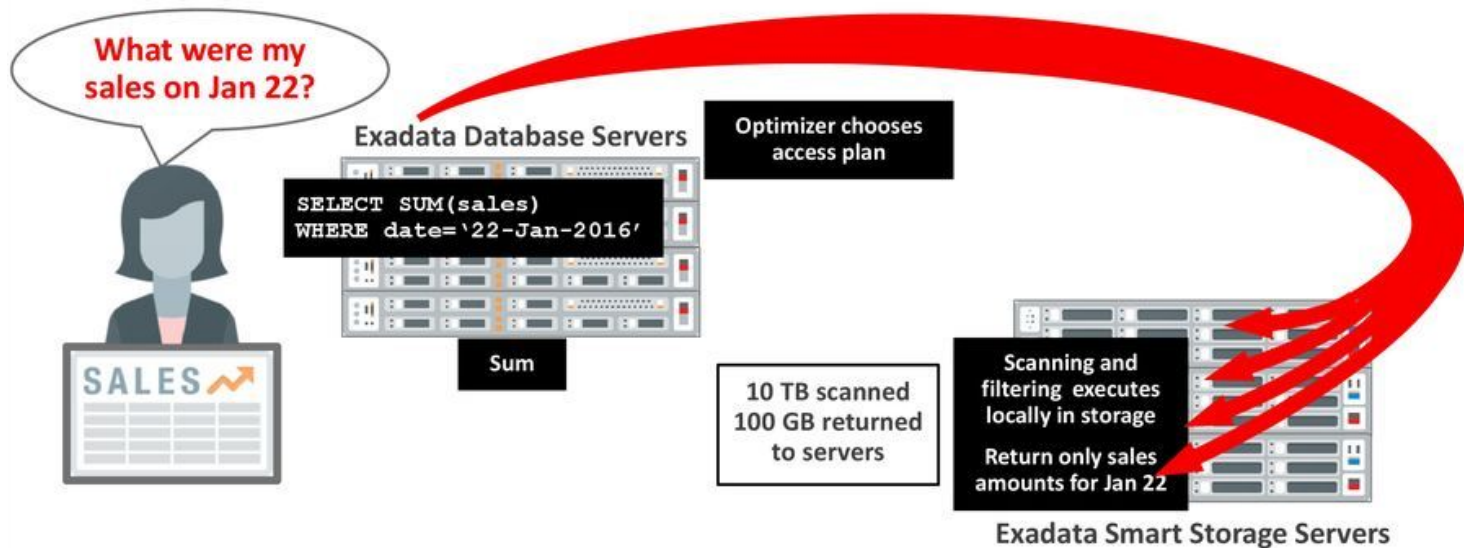 What were my
sales on Jan 22?
Exadata Database Servers
Optimizer chooses
access plan
SELECT SUM(sales)
WHERE date=‘22-Jan-2016’
Sum
SALES
10 TB scanned
100 GB returned
to servers
Scanning and
filtering executes
locally in storage
Return only sales
amounts for Jan 22
Exadata Smart Storage Servers